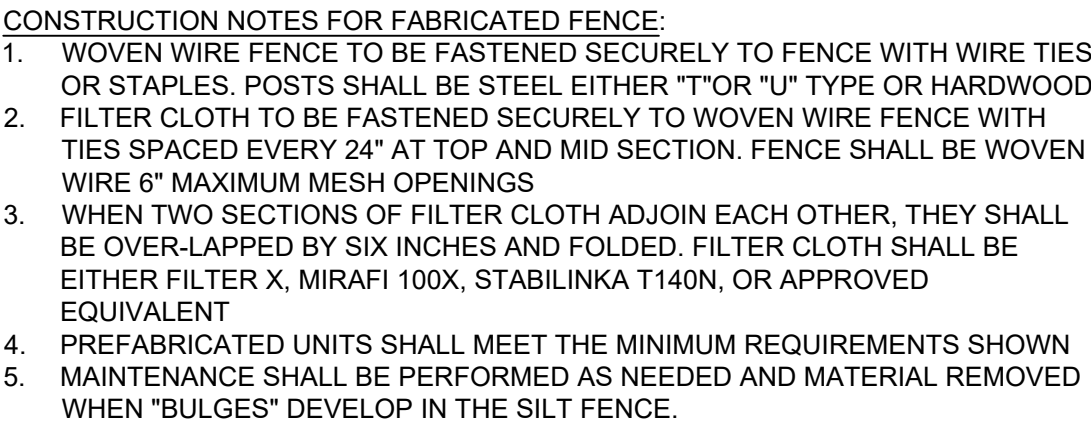 CONSTRUCTION NOTES FOR FABRICATED FENCE:
1. WOVEN WIRE FENCE TO BE FASTENED SECURELY TO FENCE WITH WIRE TIES
OR STAPLES. POSTS SHALL BE STEEL EITHER "T"OR "U" TYPE OR HARDWOOD
2. FILTER CLOTH TO BE FASTENED SECURELY TO WOVEN WIRE FENCE WITH
TIES SPACED EVERY 24" AT TOP AND MID SECTION. FENCE SHALL BE WOVEN
WIRE 6" MAXIMUM MESH OPENINGS
3. WHEN TWO SECTIONS OF FILTER CLOTH ADJOIN EACH OTHER, THEY SHALL
BE OVER-LAPPED BY SIX INCHES AND FOLDED. FILTER CLOTH SHALL BE
EITHER FILTER X, MIRAFI 100X, STABILINKA T140N, OR APPROVED
EQUIVALENT
4. PREFABRICATED UNITS SHALL MEET THE MINIMUM REQUIREMENTS SHOWN
5. MAINTENANCE SHALL BE PERFORMED AS NEEDED AND MATERIAL REMOVED
WHEN "BULGES" DEVELOP IN THE SILT FENCE.